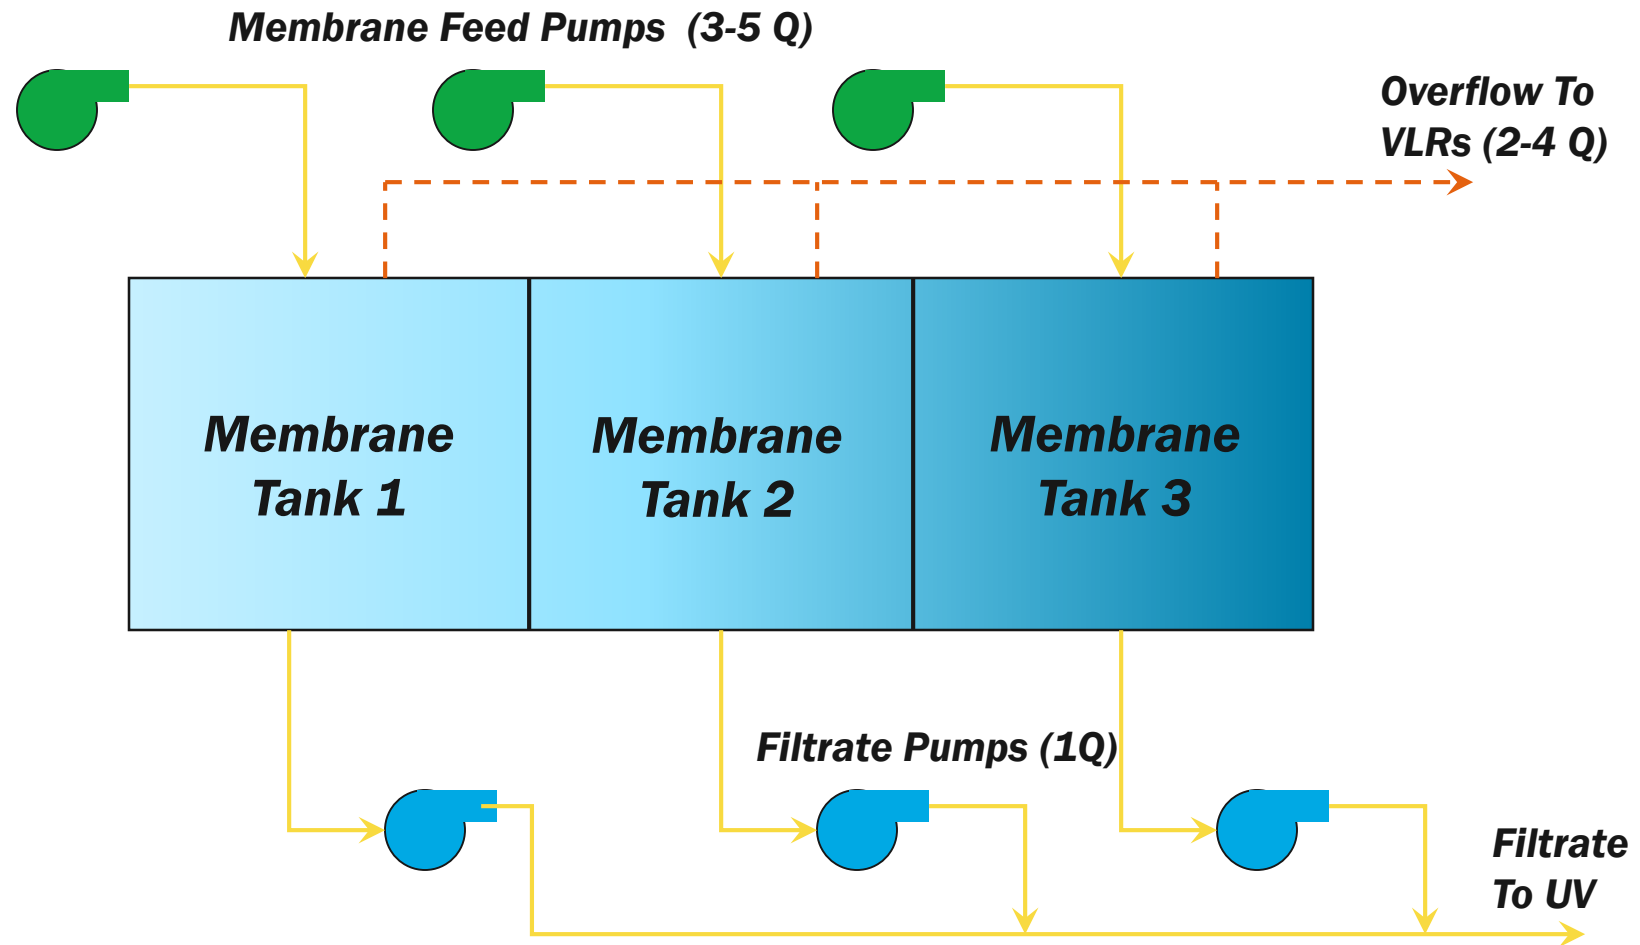 Membrane Feed Pumps (3-5 Q)
Overflow To
VLRs (2-4 Q)
Membrane
Tank 1
Membrane
Tank 2
Membrane
Tank 3
Filtrate Pumps (1Q)
Filtrate
To UV